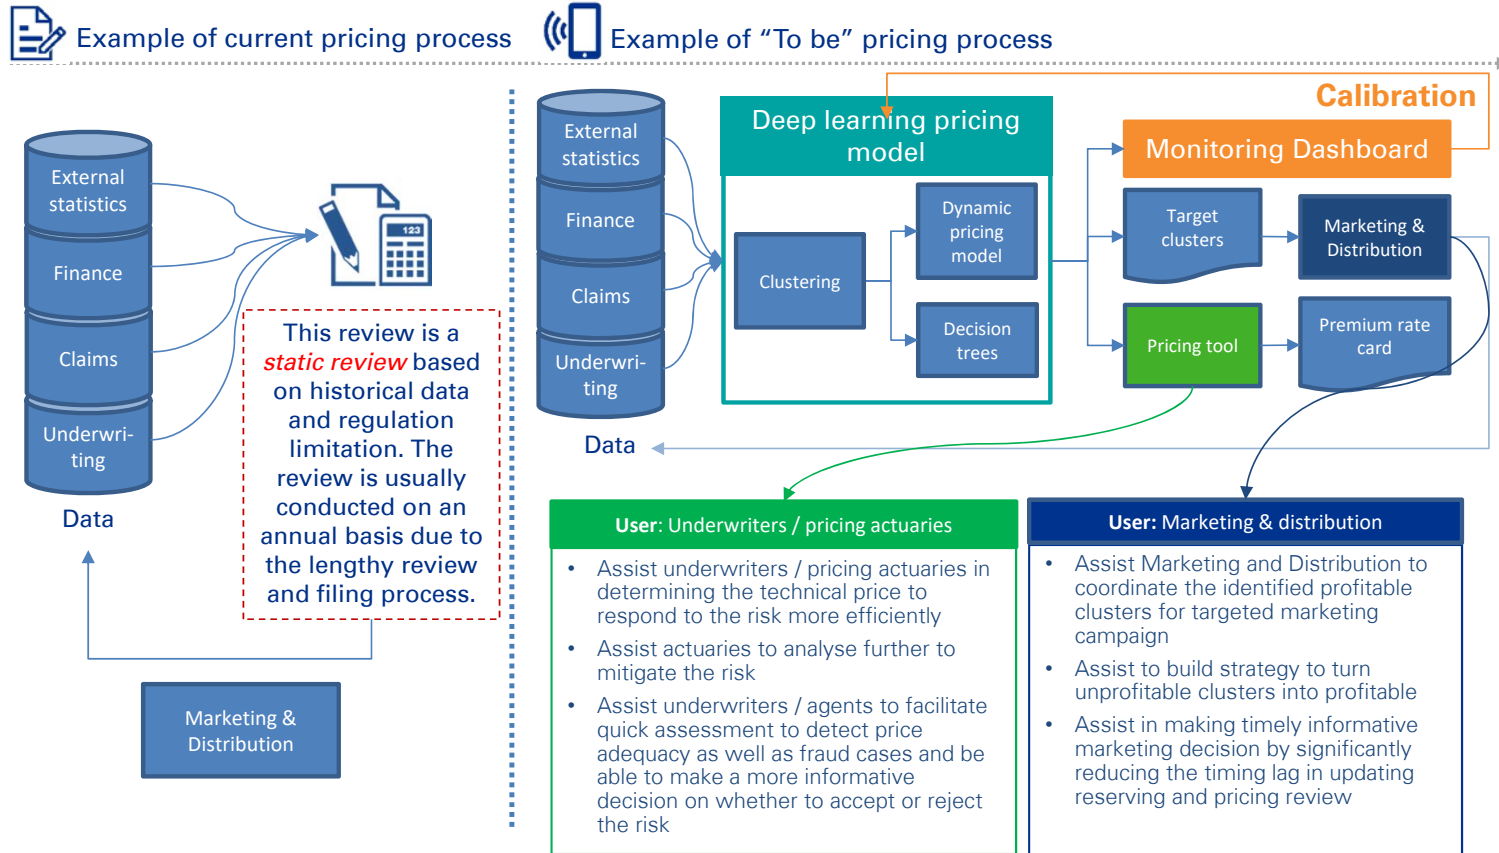 Example of current pricing process
External
statistics
Finance
Claims
Underwri-
ting
Data
123
This review is a
static review based
on historical data
and regulation
limitation. The
review is usually
conducted on an
annual basis due to
the lengthy review
and filing process.
Marketing &
Distribution
Example of “To be” pricing process
External
statistics
Finance
Claims
Underwri-
ting
Data
Deep learning pricing
model
Clustering
Dynamic
pricing
model
Decision
trees
Calibration
Monitoring Dashboard
Target
clusters
Marketing &
Distribution
Pricing tool
Premium rate
card
User: Underwriters / pricing actuaries
• Assist underwriters / pricing actuaries in
determining the technical price to
respond to the risk more efficiently
• Assist actuaries to analyse further to
mitigate the risk
• Assist underwriters / agents to facilitate
quick assessment to detect price
adequacy as well as fraud cases and be
able to make a more informative
decision on whether to accept or reject
the risk
User: Marketing & distribution
• Assist Marketing and Distribution to
coordinate the identified profitable
clusters for targeted marketing
campaign
• Assist to build strategy to turn
unprofitable clusters into profitable
• Assist in making timely informative
marketing decision by significantly
reducing the timing lag in updating
reserving and pricing review